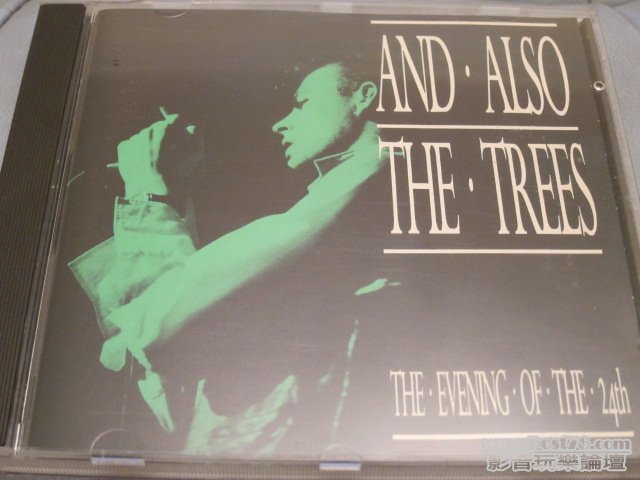 AND · ALSO
THE · TREES
THE · EVENING · OF · THE · 24th
影音玩樂論壇